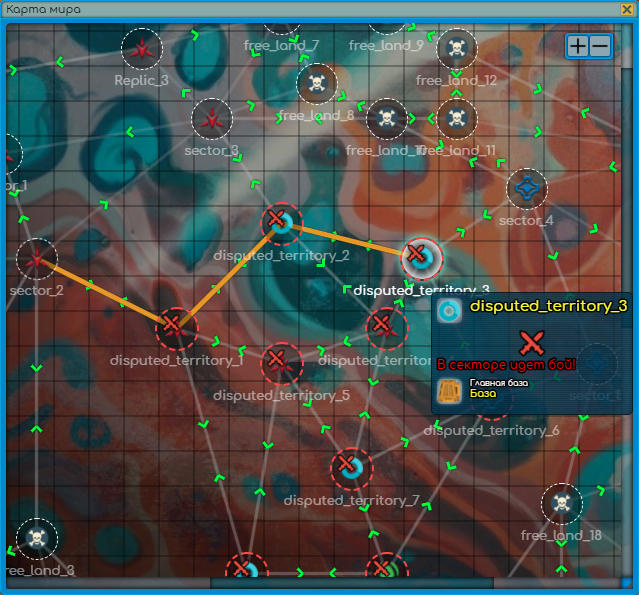 Карта мира
free_land_7
free_land_9
Replic_3
free_land_12
free_land_8
sector_3
free_land_11
sector_4
disputed_territory_2
sector_2
disputed_territory_3
disputed_territory_3
В секторе идет бой!
Главная база
База
disputed_territory_1
disputed_territory_5
disputed_territory_6
disputed_territory_7
free_land_18
free_land_3